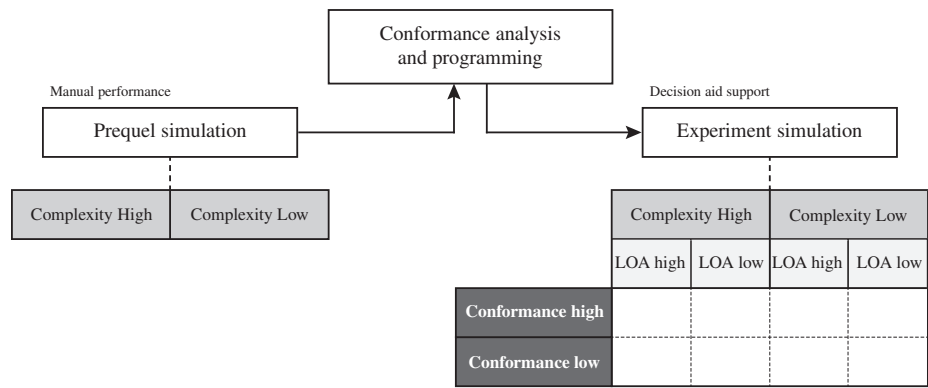 Conformance analysis
and programming
Manual performance
Prequel simulation
Decision aid support
Experiment simulation
Complexity High
Complexity Low
Complexity High
Complexity Low
LOA high
LOA low
LOA high
LOA low
Conformance high
Conformance low